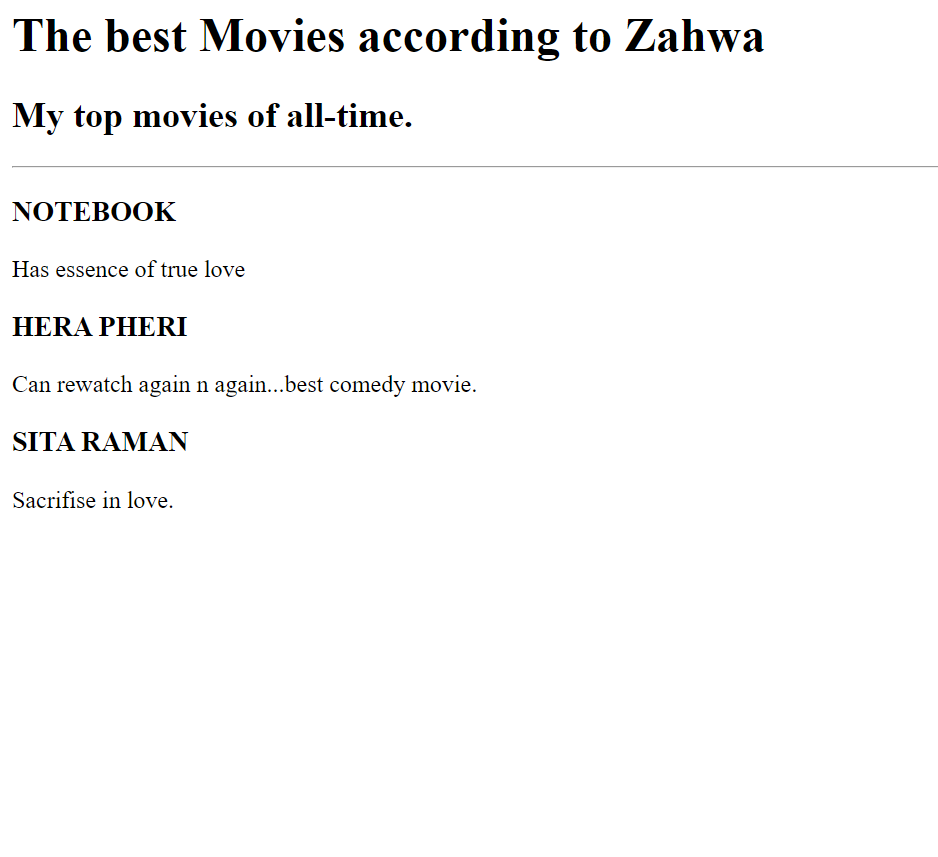 The best Movies according to Zahwa
My top movies of all-time.
NOTEBOOK
Has essence of true love
HERA PHERI
Can rewatch again n again...best comedy movie.
SITA RAMAN
Sacrifise in love.